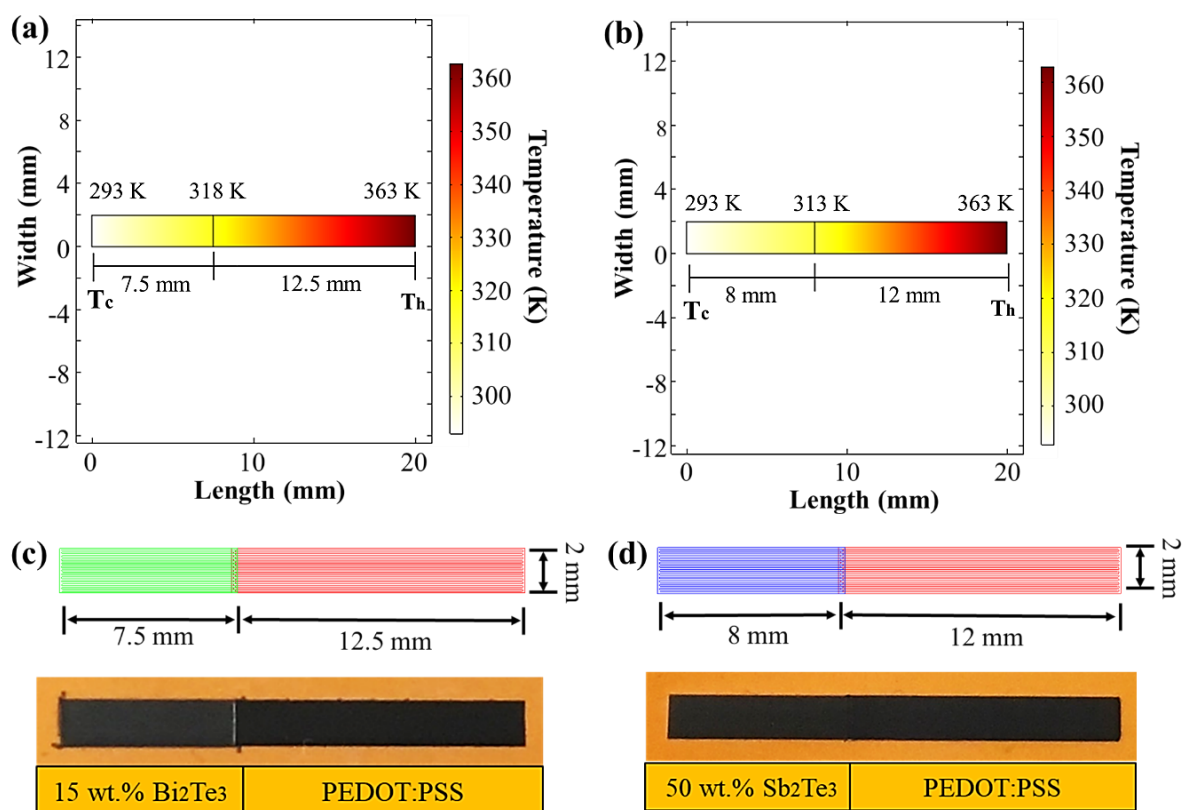 (a)
14
8
4
0
-4
-8
-12
Width (mm)
293 K
318 K
363 K
7.5 mm
12.5 mm
Tc
Th
0
10
20
Length (mm)
360
350
340
330
320
310
300
Temperature (K)
(b)
14
8
4
0
-4
-8
-12
Width (mm)
293 K
313 K
363 K
8 mm
12 mm
Tc
Th
0
10
20
Length (mm)
360
350
340
330
320
310
300
Temperature (K)
(c)
2 mm
7.5 mm
12.5 mm
15 wt.% Bi2Te3
PEDOT:PSS
(d)
2 mm
8 mm
12 mm
50 wt.% Sb2Te3
PEDOT:PSS